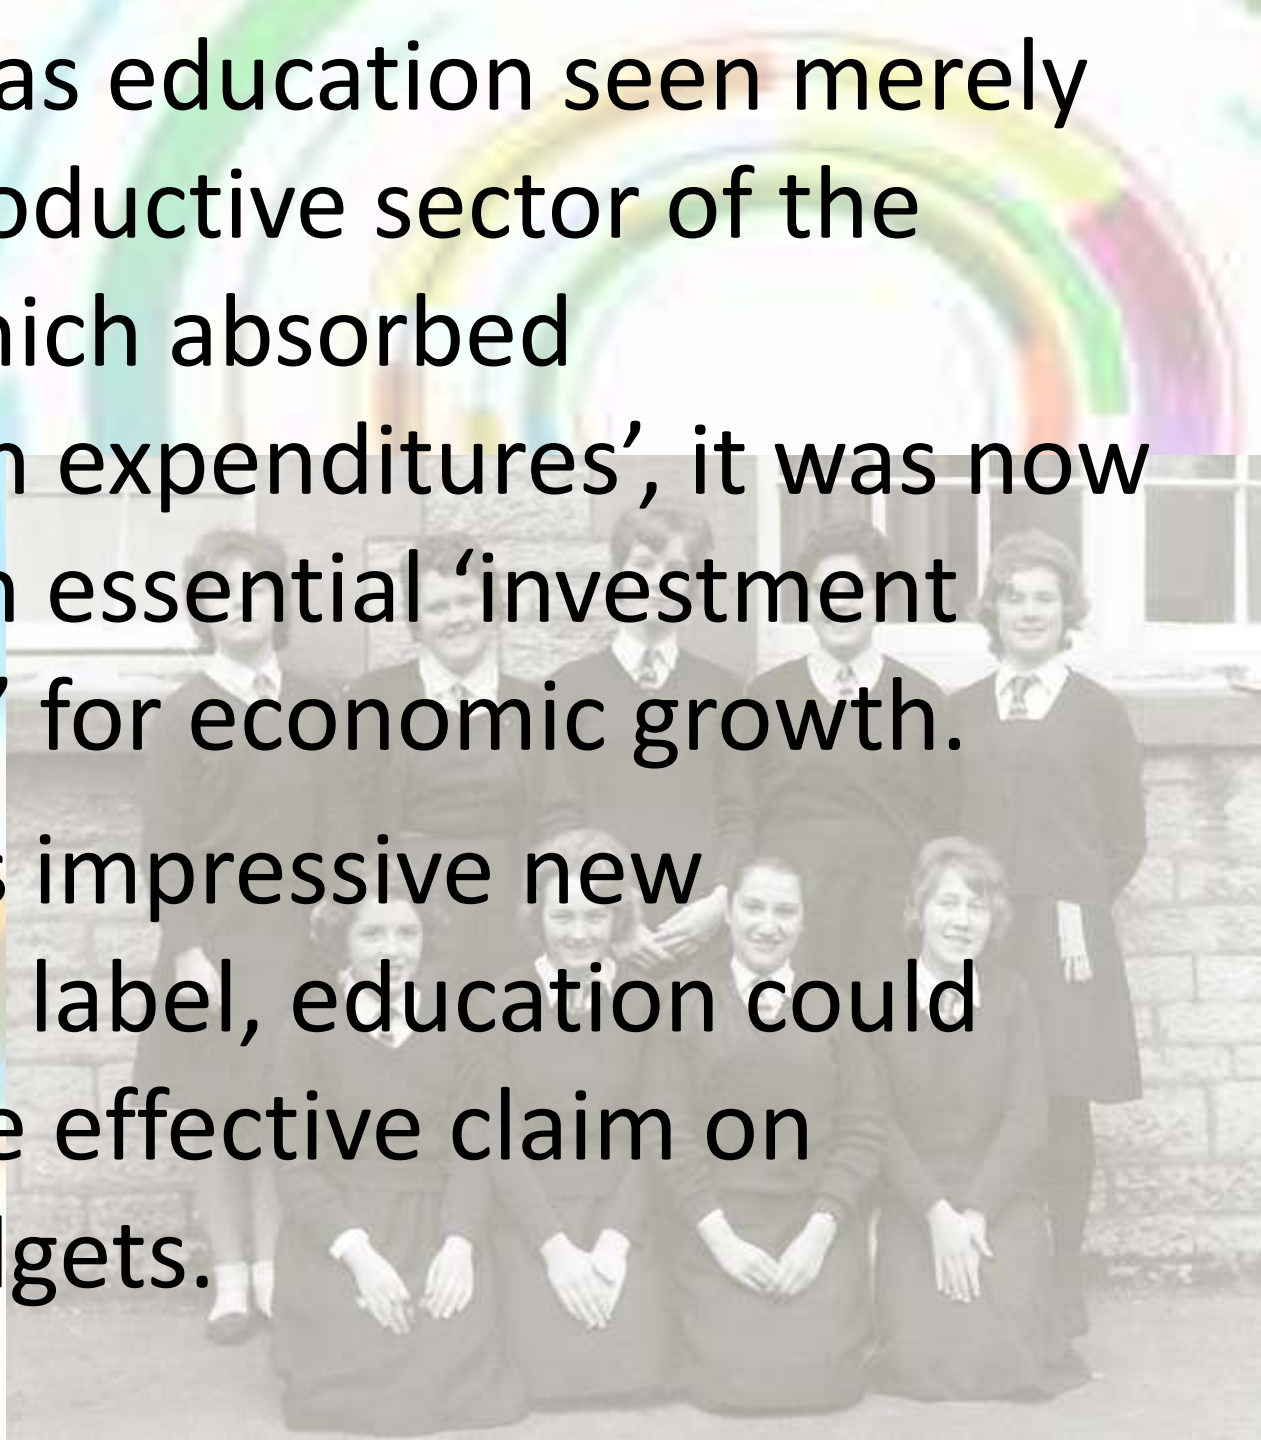 as education seen merely
oductive sector of the
hich absorbed
n expenditures’, it was now
n essential ‘investment
’ for economic growth.
s impressive new
label, education could
e effective claim on
dgets.